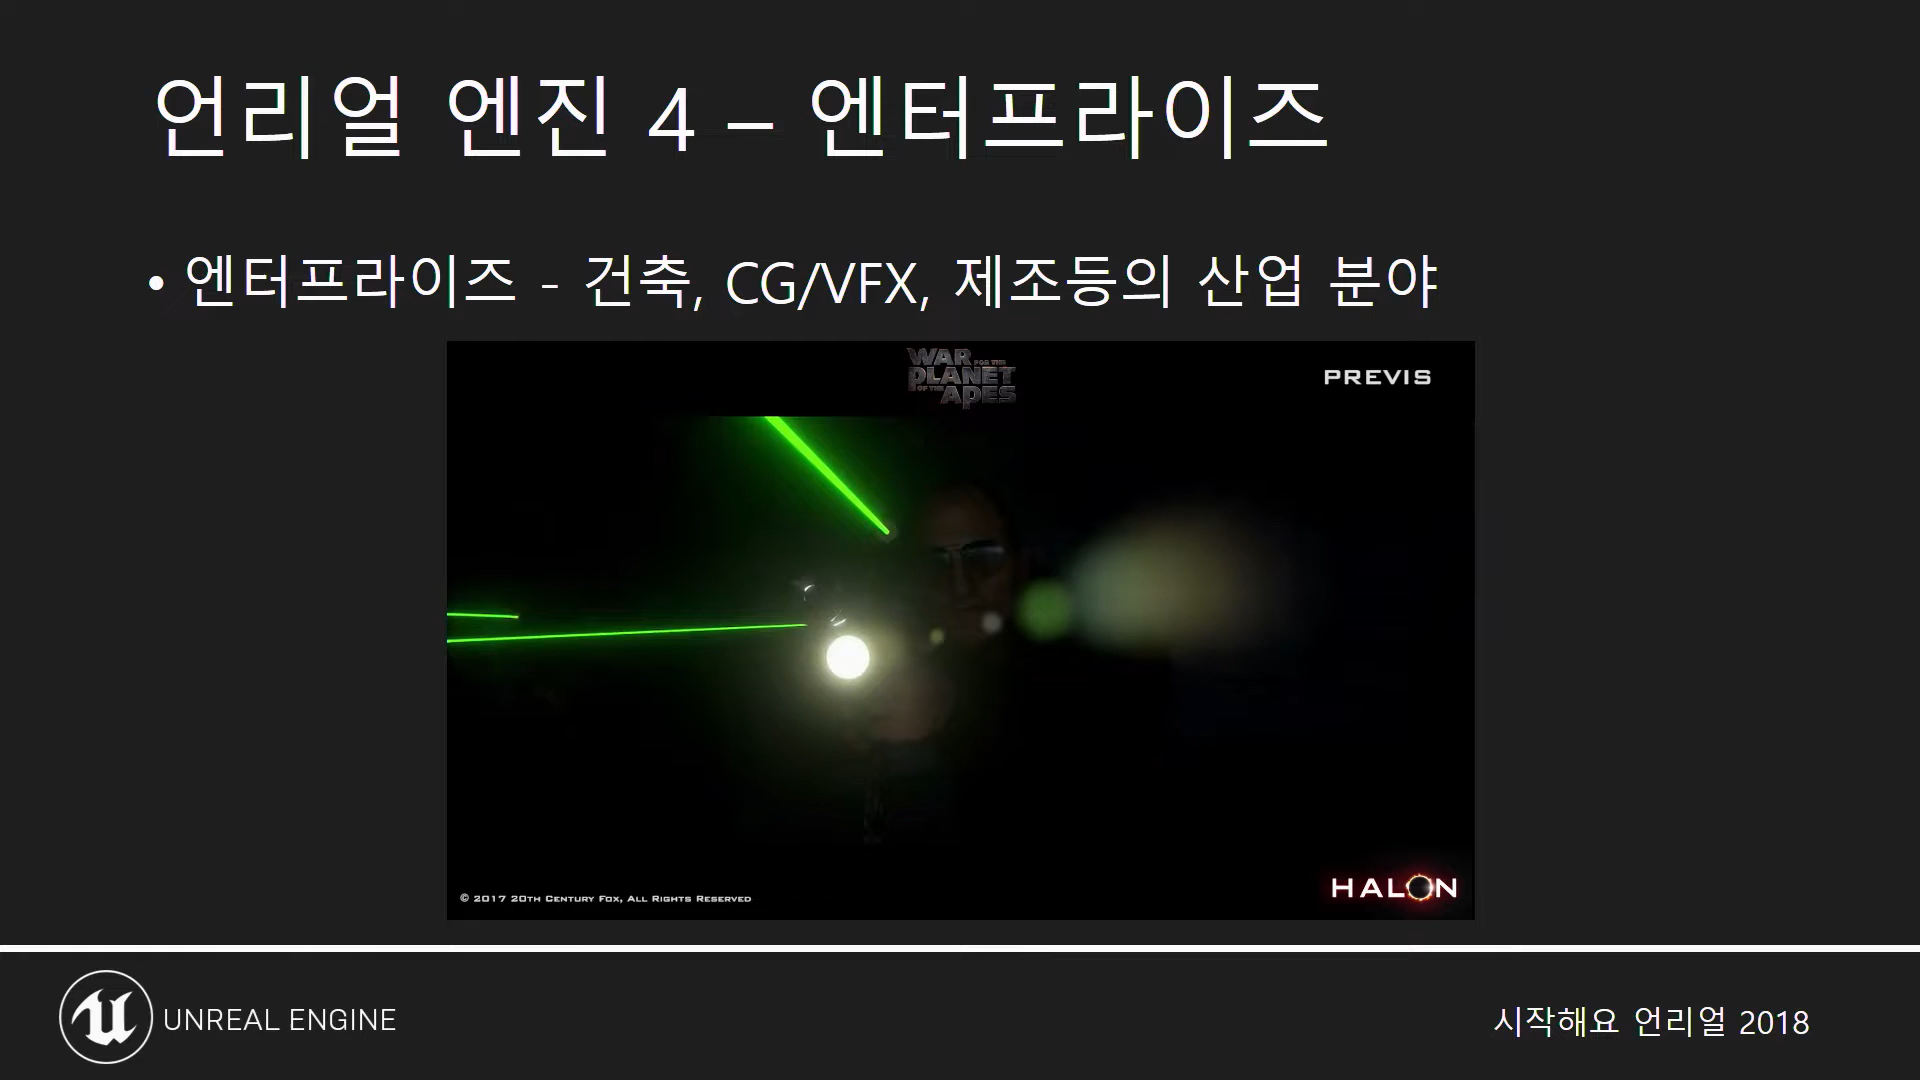 언리얼 엔진 4 – 엔터프라이즈
• 엔터프라이즈 - 건축, CG/VFX, 제조등의 산업 분야
WAR FOR THE
PLANET
OF THE APES
PREVIS
© 2017 20TH CENTURY FOX, ALL RIGHTS RESERVED
HALON
UNREAL ENGINE
시작해요 언리얼 2018